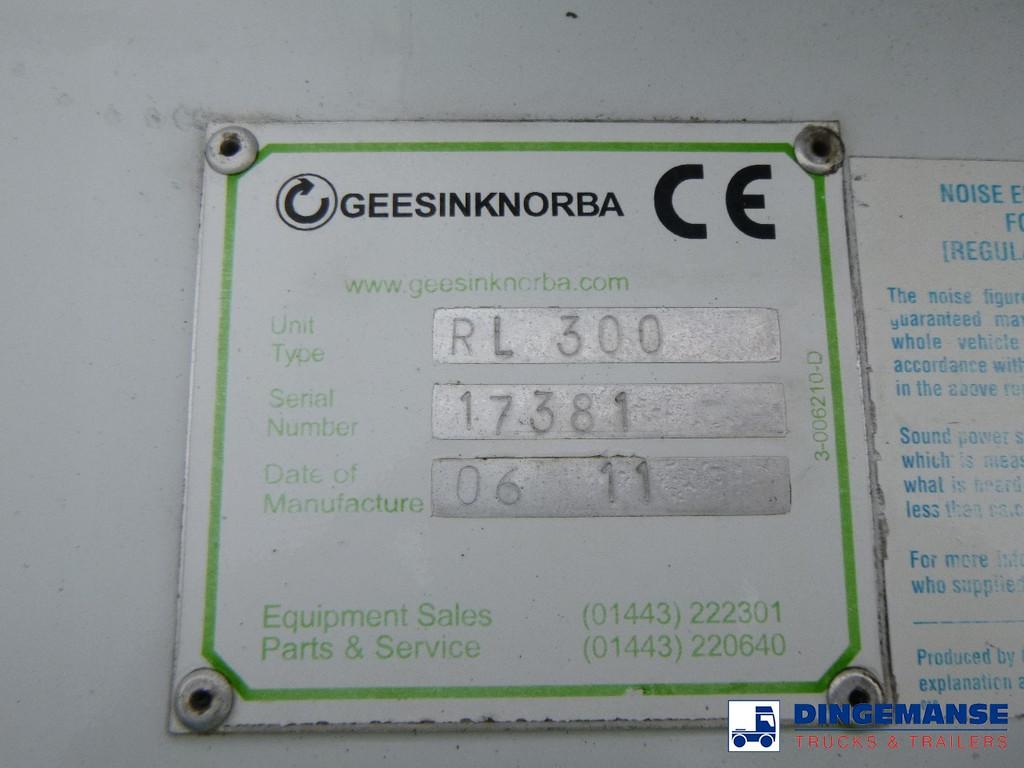 GEESINKNORBA CE
www.geesinknorba.com
Unit
Type
RL 300
Serial
Number
17381
Date of
Manufacture
06 11
3-006210-D
Equipment Sales (01443) 222301
Parts & Service (01443) 220640
NOISE E
FO
[REGUL
The noise figure
guaranteed
whole vehicle
accordance with
in the above
Sound power
which is
what is heard
less than
For more
who supplied
Produced by
explanation
DINGEMANSE
TRUCKS & TRAILERS